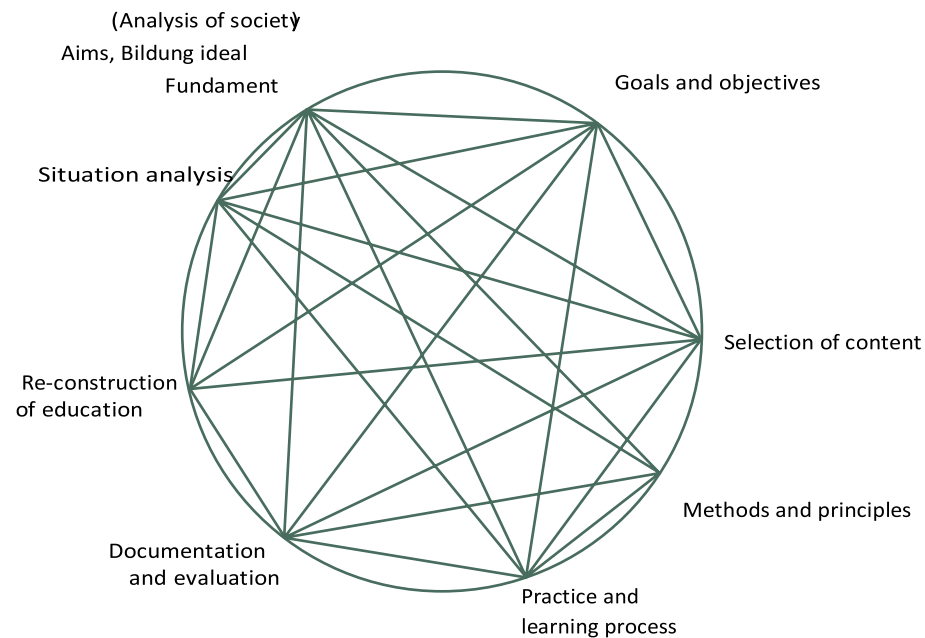 (Analysis of society)
Aims, Bildung ideal
Fundament
Goals and objectives
Situation analysis
Selection of content
Re-construction
of education
Methods and principles
Documentation
and evaluation
Practice and
learning process